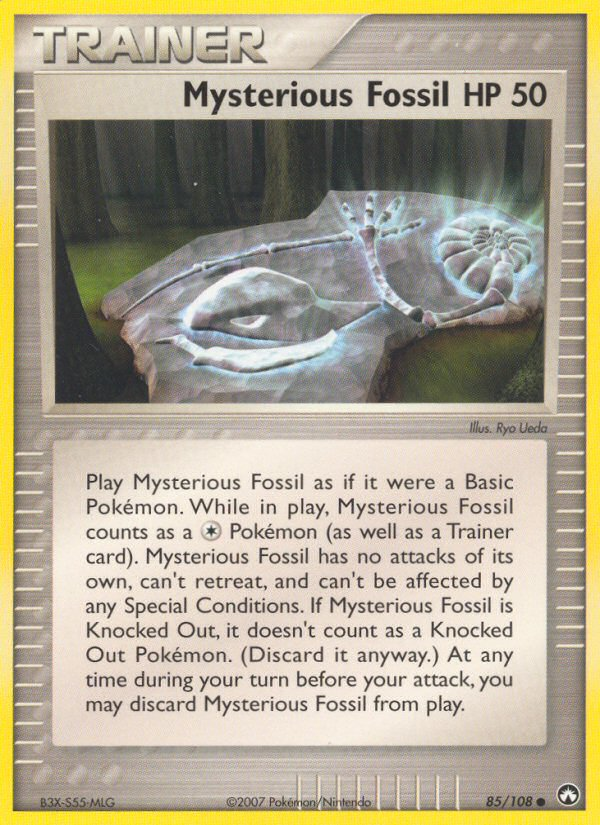 TRAINER
Mysterious Fossil HP 50
Illus. Ryo Ueda
Play Mysterious Fossil as if it were a Basic
Pokémon. While in play, Mysterious Fossil
counts as a Pokémon (as well as a Trainer
card). Mysterious Fossil has no attacks of its
own, can't retreat, and can't be affected by
any Special Conditions. If Mysterious Fossil is
Knocked Out, it doesn't count as a Knocked
Out Pokémon. (Discard it anyway.) At any
time during your turn before your attack, you
may discard Mysterious Fossil from play.
B3X-S55-MLG ©2007 Pokémon/Nintendo 85/108 ●